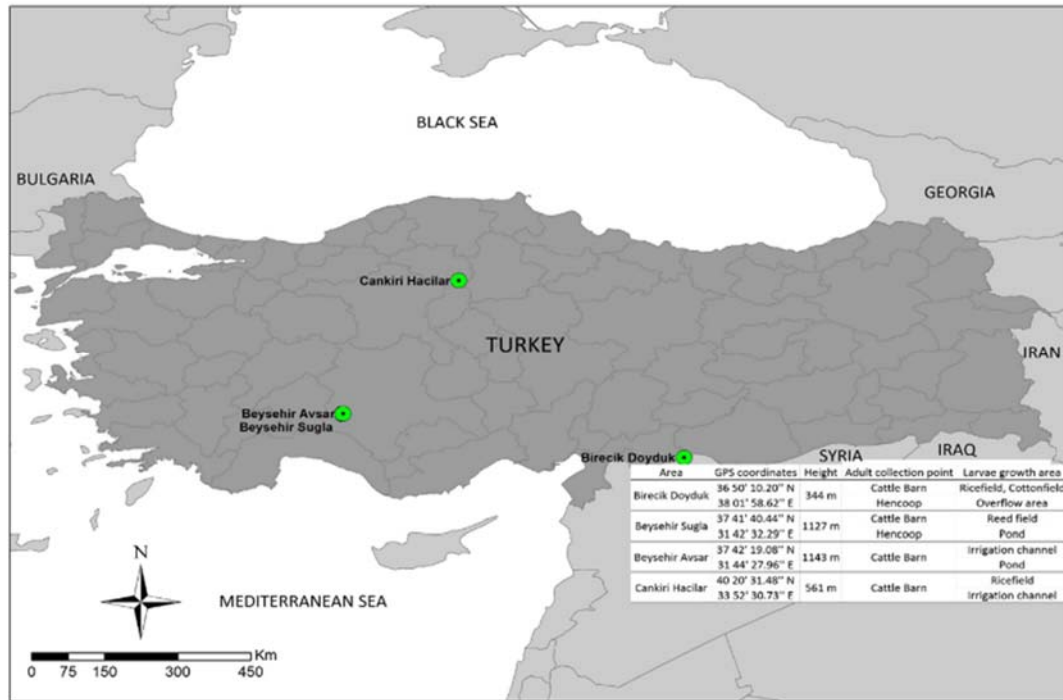 BLACK SEA
BULGARIA
GEORGIA
Cankiri Hacilar
TURKEY
IRAN
Beysehir Avsar
Beysehir Sugla
Birecik Doyduk
SYRIA
IRAQ
Area GPS coordinates Height Adult collection point Larvae growth area
Birecik Doyduk 36 50' 10.20" N 38 01' 58.62" E 344 m Cattle Barn Hencoop Ricefield, Cottonfield Overflow area
Beysehir Sugla 37 41' 40.44" N 31 42' 32.29" E 1127 m Cattle Barn Hencoop Reed field Pond
Beysehir Avsar 37 42' 19.08" N 31 44' 27.96" E 1143 m Cattle Barn Irrigation channel Pond
Cankiri Hacilar 40 20' 31.48" N 33 52' 30.73" E 561 m Cattle Barn Ricefield Irrigation channel
N
MEDITERRANEAN SEA
Km
0 75 150 300 450